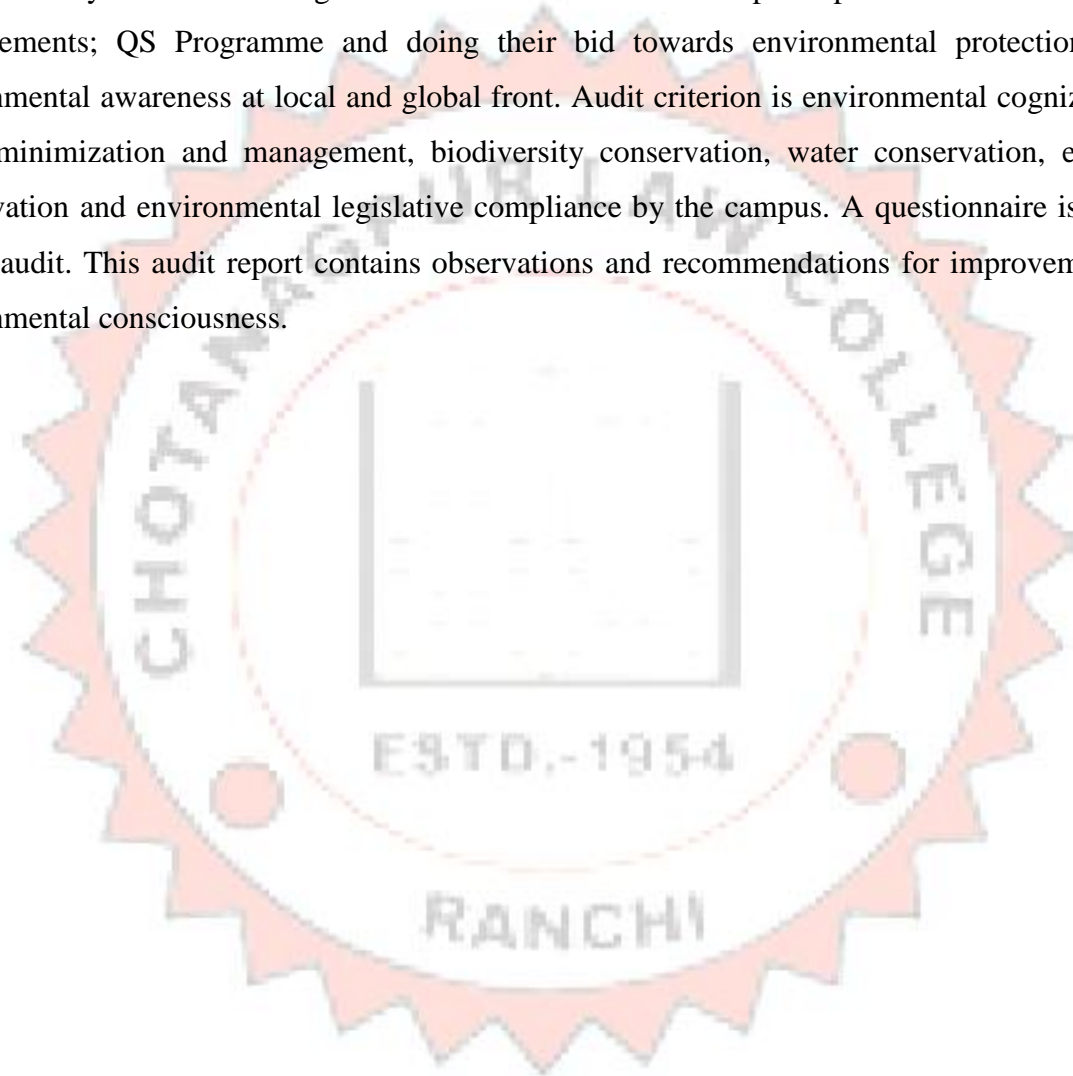 ements; QS Programme and doing their bid towards environmental protection
nmental awareness at local and global front. Audit criterion is environmental cogniz
minimization and management, biodiversity conservation, water conservation, e
vation and environmental legislative compliance by the campus. A questionnaire is
audit. This audit report contains observations and recommendations for improvem
nmental consciousness.
CHOTANAGPUR LAW COLLEGE
ESTD.-1954
RANCHI